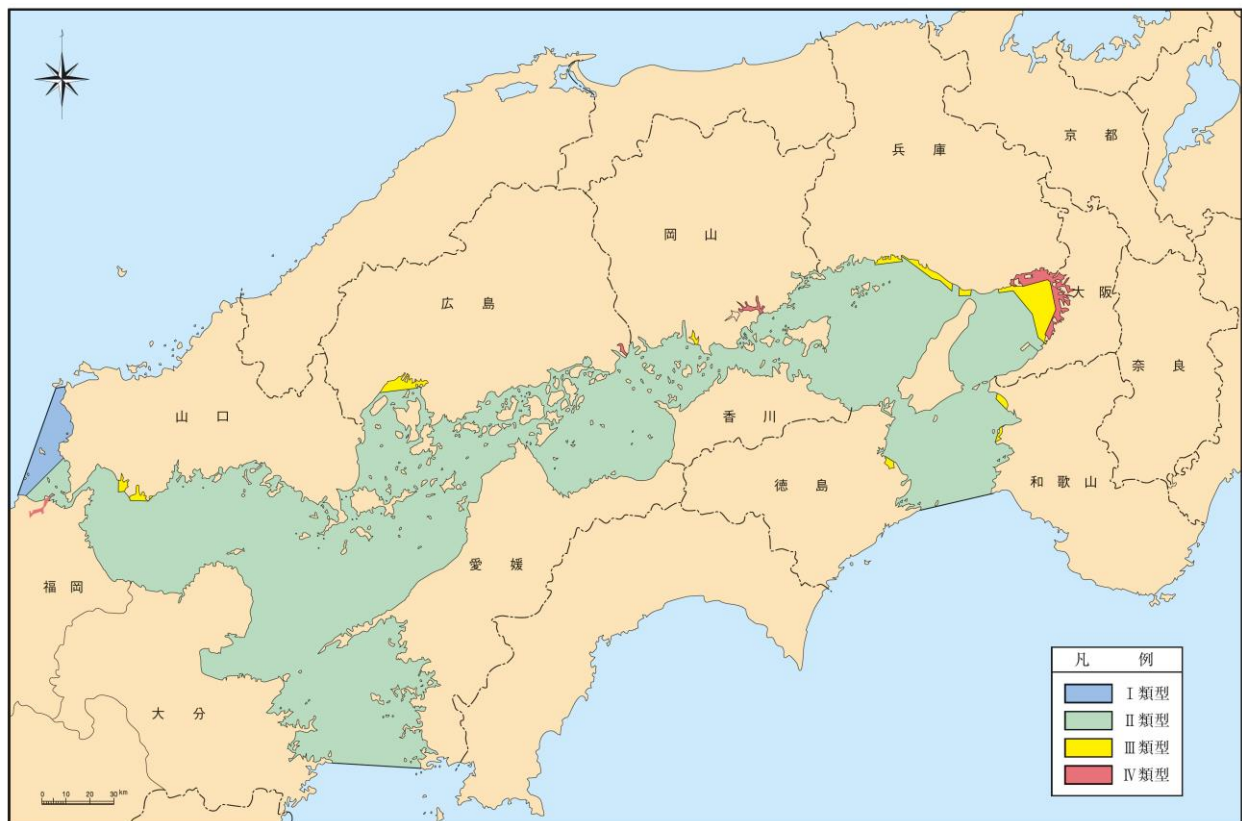 京都
兵庫
岡山
広島
大阪
奈良
山口
香川
徳島
和歌山
愛媛
福岡
大分
凡例
Ⅰ類型
Ⅱ類型
Ⅲ類型
Ⅳ類型
0 10 20 30 km